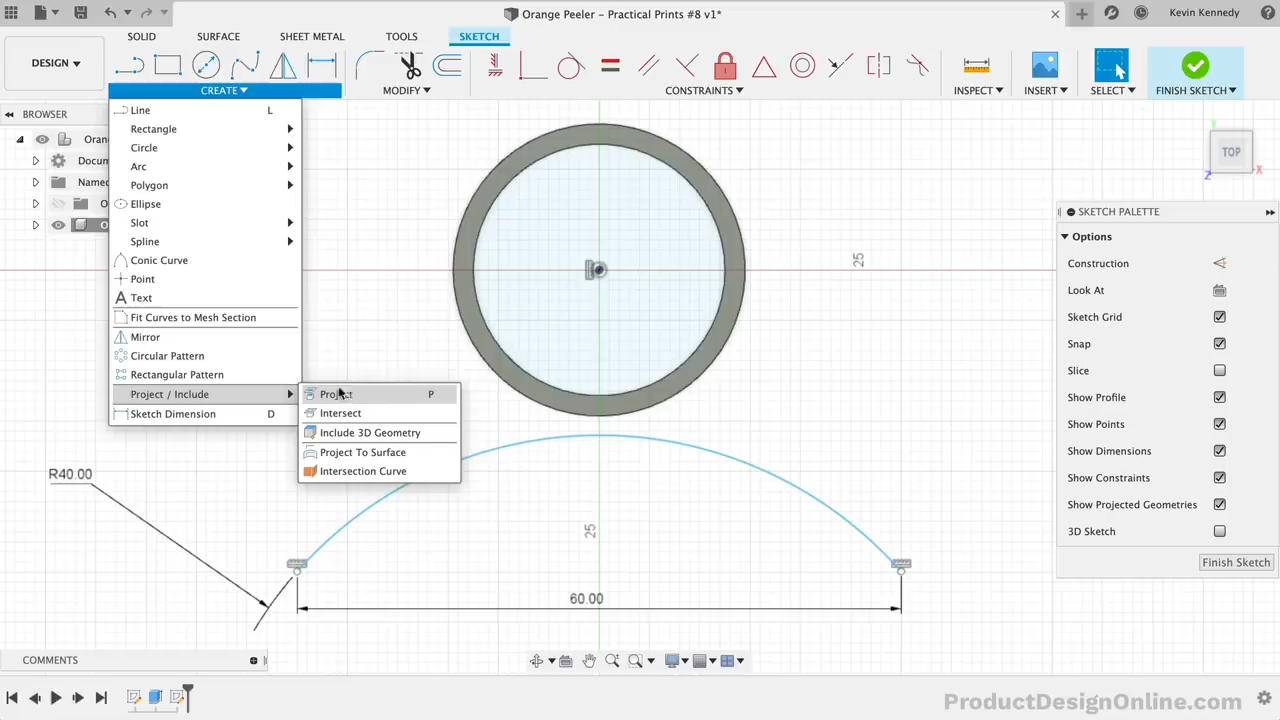 Orange Peeler - Practical Prints #8 v1*
Kevin Kennedy
DESIGN
SOLID
SURFACE
SHEET METAL
TOOLS
SKETCH
CREATE
MODIFY
CONSTRAINTS
INSPECT
INSERT
SELECT
FINISH SKETCH
BROWSER
Docum
Named
Line L
Rectangle
Circle
Arc
Polygon
Ellipse
Slot
Spline
Conic Curve
Point
Text
Fit Curves to Mesh Section
Mirror
Circular Pattern
Rectangular Pattern
Project / Include
Sketch Dimension D
Project P
Intersect
Include 3D Geometry
Project To Surface
Intersection Curve
25
TOP
Y
X
Z
SKETCH PALETTE
Options
Construction
Look At
Sketch Grid
Snap
Slice
Show Profile
Show Points
Show Dimensions
Show Constraints
Show Projected Geometries
3D Sketch
Finish Sketch
R40.00
25
60.00
COMMENTS
ProductDesignOnline.com